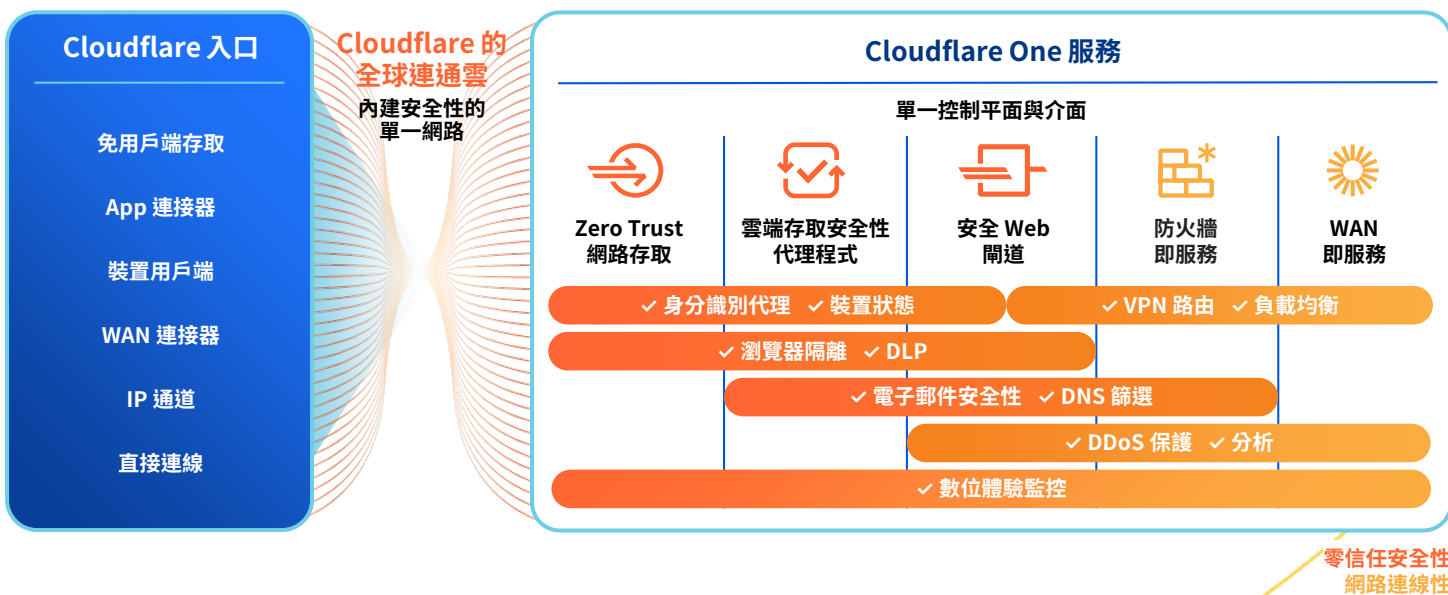 Cloudflare 入口
免用戶端存取
App 連接器
裝置用戶端
WAN 連接器
IP 通道
直接連線
Cloudflare 的
全球連通雲
內建安全性的
單一網路
Cloudflare One 服務
單一控制平面與介面
Zero Trust
網路存取
雲端存取安全性
代理程式
安全 Web
閘道
防火牆
即服務
WAN
即服務
✓ 身分識別代理 ✓ 裝置狀態
✓ VPN 路由 ✓ 負載均衡
✓ 瀏覽器隔離 ✓ DLP
✓ 電子郵件安全性 ✓ DNS 篩選
✓ DDoS 保護 ✓ 分析
✓ 數位體驗監控
零信任安全性
網路連線性